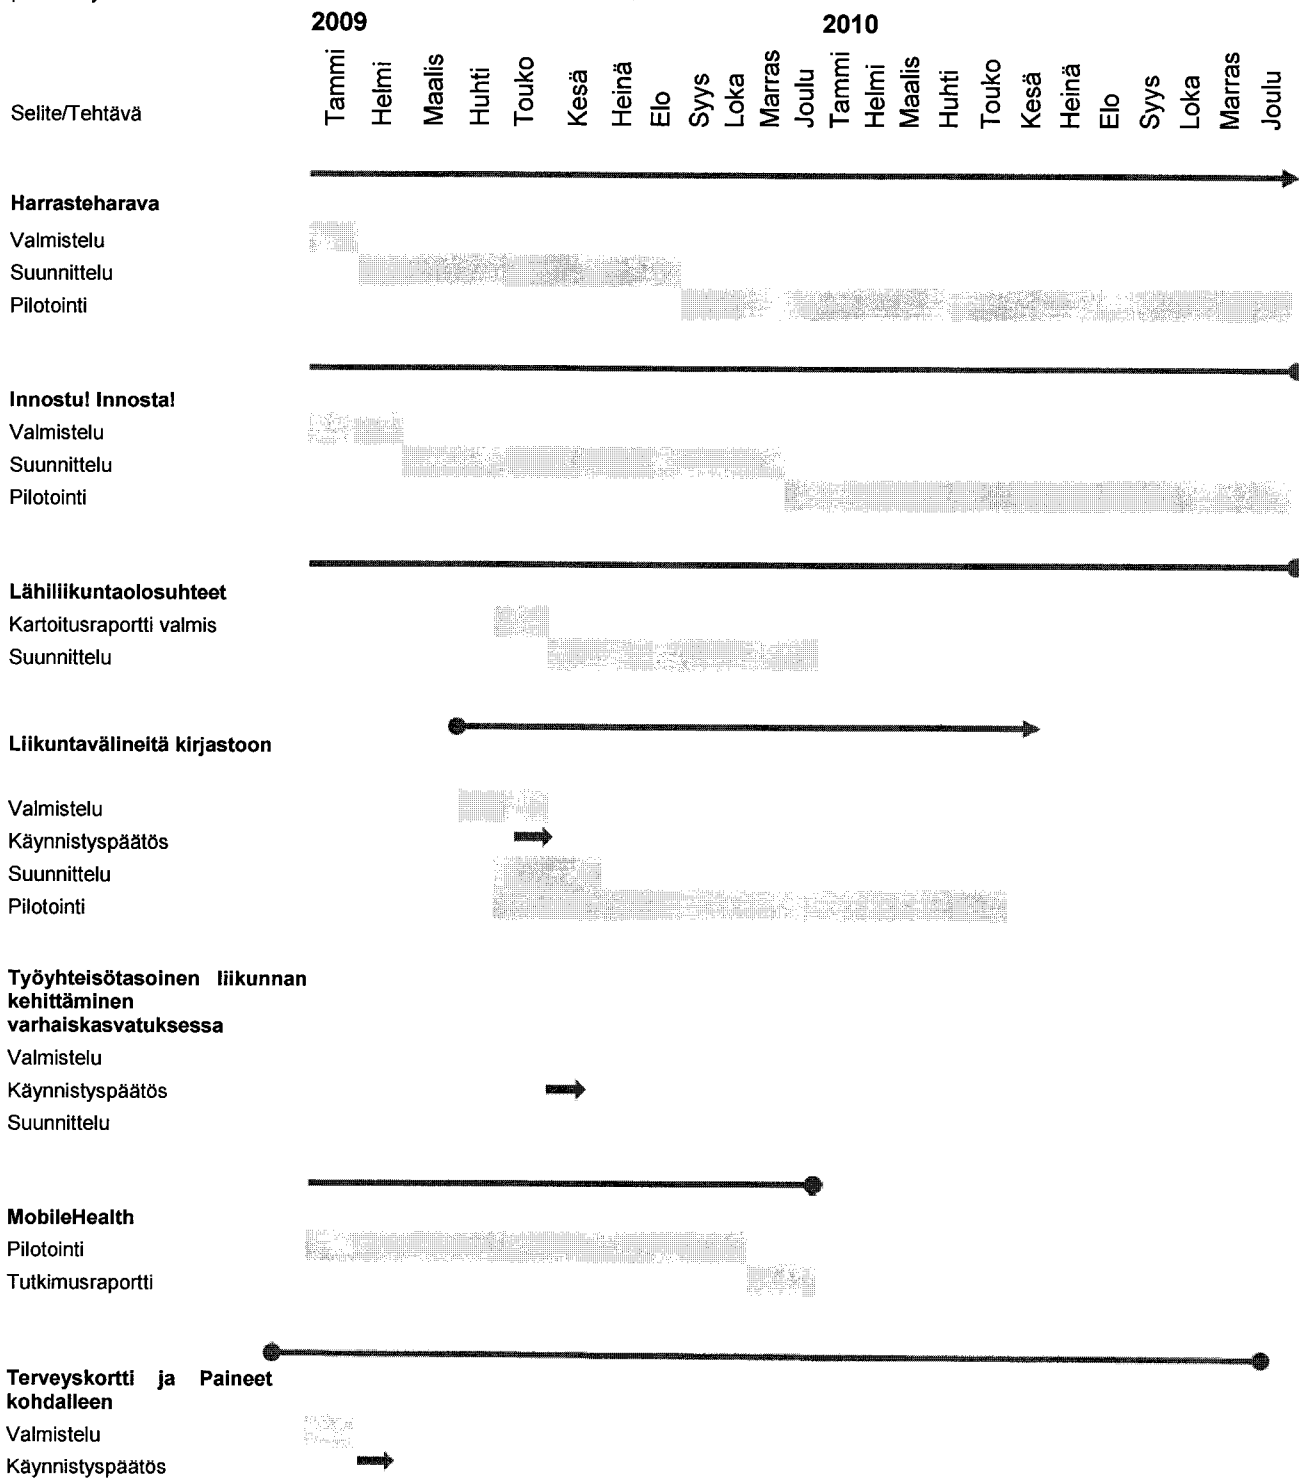 2009 2010
Selite/Tehtävä Tammi Helmi Maalis Huhti Touko Kesä Heinä Elo Syys Loka Marras Joulu Tammi Helmi Maalis Huhti Touko Kesä Heinä Elo Syys Loka Marras Joulu
Harrasteharava
Valmistelu
Suunnittelu
Pilotointi
Innostu! Innosta!
Valmistelu
Suunnittelu
Pilotointi
Lähiliikuntaolosuhteet
Kartoitusraportti valmis
Suunnittelu
Liikuntavälineitä kirjastoon
Valmistelu
Käynnistyspäätös
Suunnittelu
Pilotointi
Työyhteisötasoinen liikunnan
kehittäminen
varhaiskasvatuksessa
Valmistelu
Käynnistyspäätös
Suunnittelu
MobileHealth
Pilotointi
Tutkimusraportti
Terveyskortti ja Paineet
kohdalleen
Valmistelu
Käynnistyspäätös